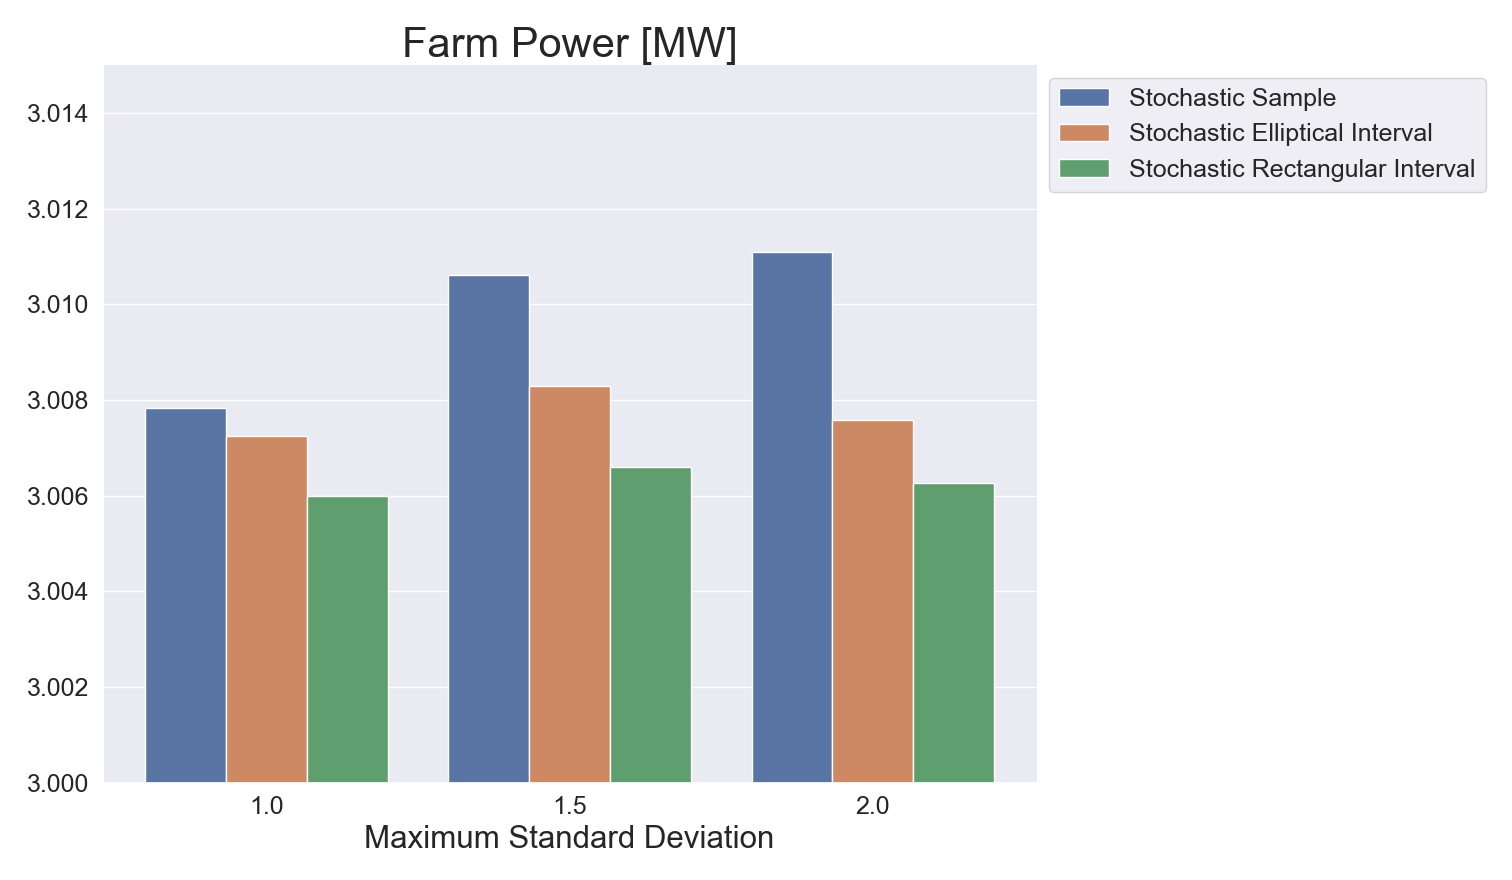 Farm Power [MW]
3.014
3.012
3.010
3.008
3.006
3.004
3.002
3.000
1.0 1.5 2.0
Maximum Standard Deviation
Stochastic Sample
Stochastic Elliptical Interval
Stochastic Rectangular Interval